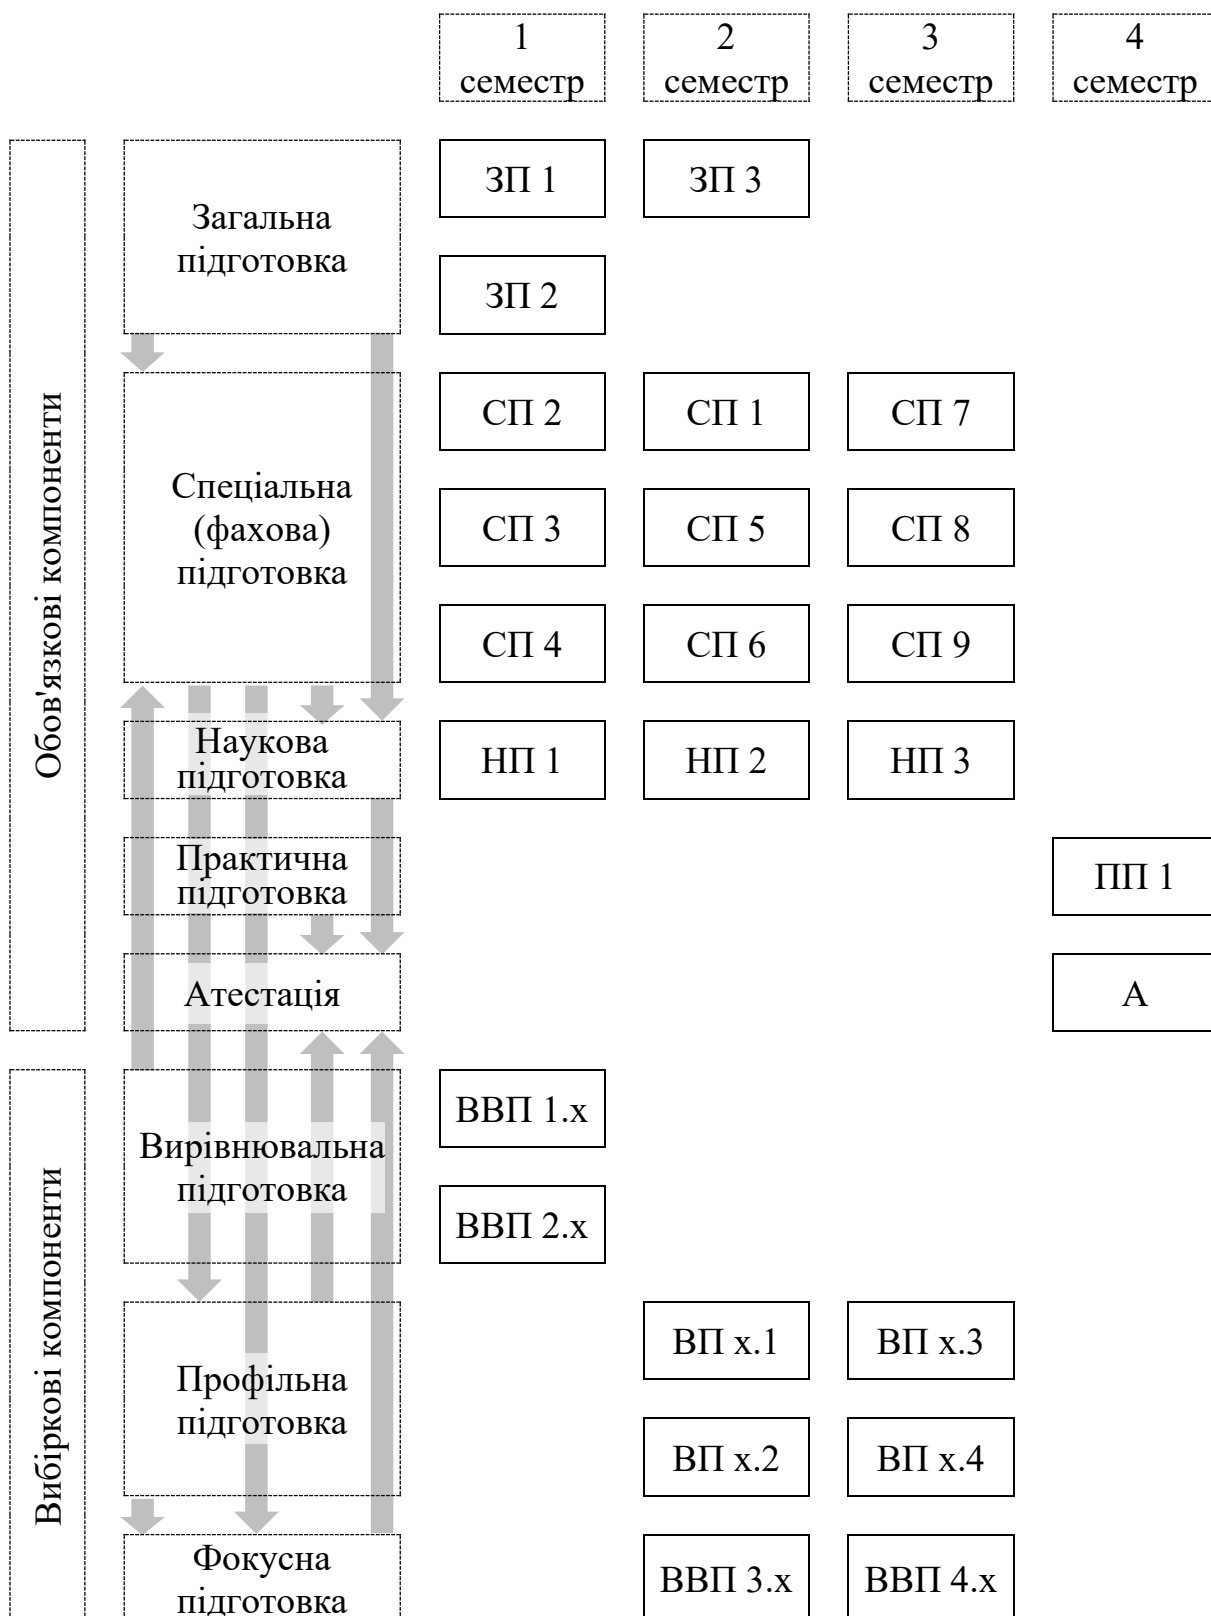 1
семестр
2
семестр
3
семестр
4
семестр
Обов'язкові компоненти
Загальна
підготовка
ЗП 1
ЗП 3
ЗП 2
Спеціальна
(фахова)
підготовка
СП 2
СП 1
СП 7
СП 3
СП 5
СП 8
СП 4
СП 6
СП 9
Наукова
підготовка
НП 1
НП 2
НП 3
Практична
підготовка
ПП 1
Атестація
А
Вибіркові компоненти
Вирівнювальна
підготовка
ВВП 1.х
ВВП 2.х
Профільна
підготовка
ВП х.1
ВП х.3
ВП х.2
ВП х.4
Фокусна
підготовка
ВВП 3.х
ВВП 4.х